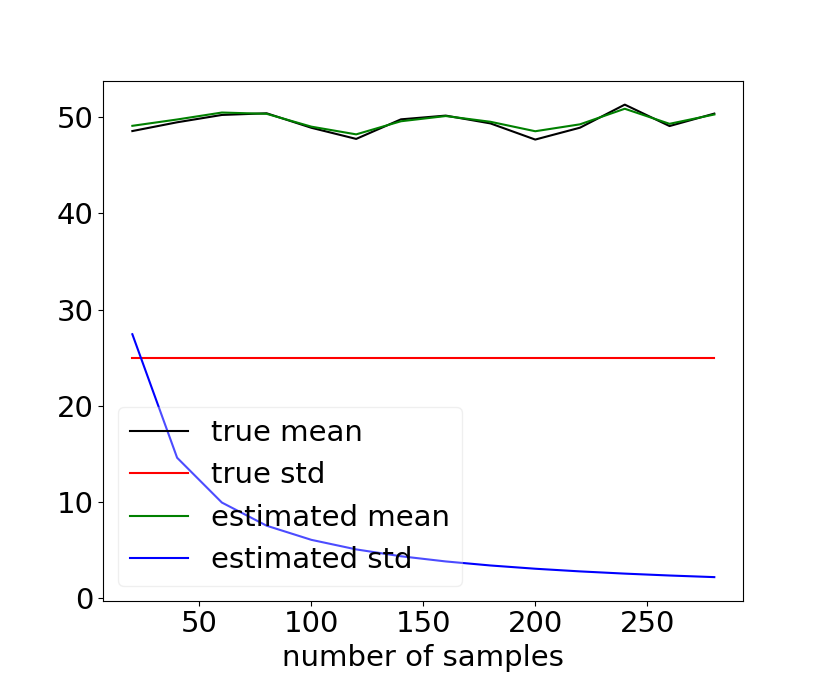 50
40
30
20
10
0
true mean
true std
estimated mean
estimated std
50 100 150 200 250
number of samples